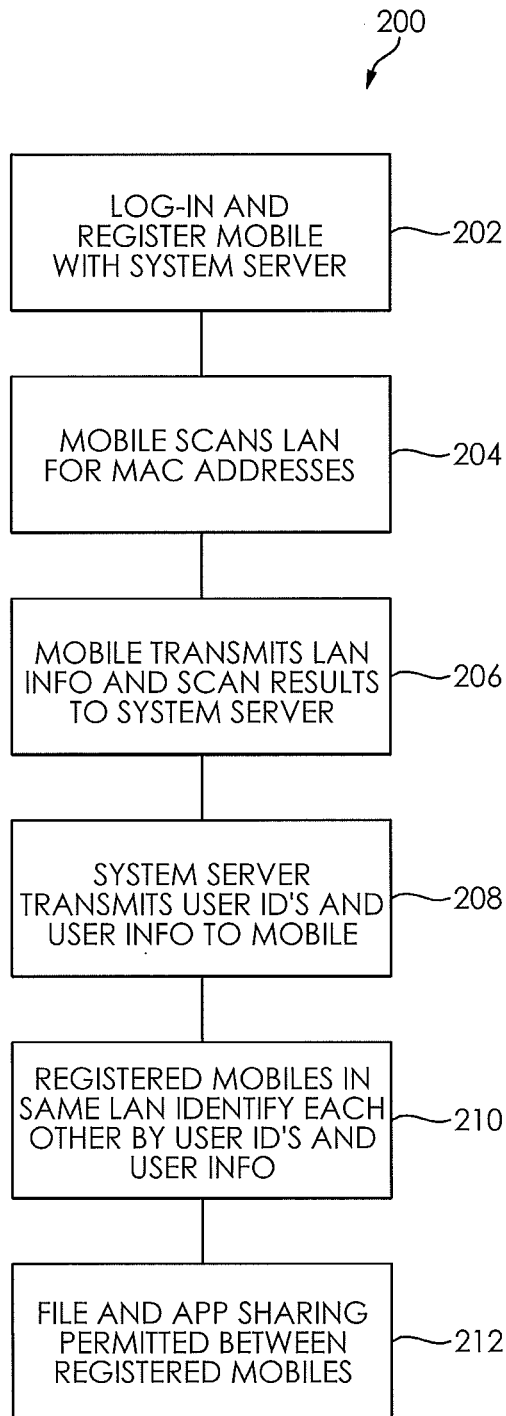 200
LOG-IN AND
REGISTER MOBILE
WITH SYSTEM SERVER
202
MOBILE SCANS LAN
FOR MAC ADDRESSES
204
MOBILE TRANSMITS LAN
INFO AND SCAN RESULTS
TO SYSTEM SERVER
206
SYSTEM SERVER
TRANSMITS USER ID'S AND
USER INFO TO MOBILE
208
REGISTERED MOBILES IN
SAME LAN IDENTIFY EACH
OTHER BY USER ID'S AND
USER INFO
210
FILE AND APP SHARING
PERMITTED BETWEEN
REGISTERED MOBILES
212